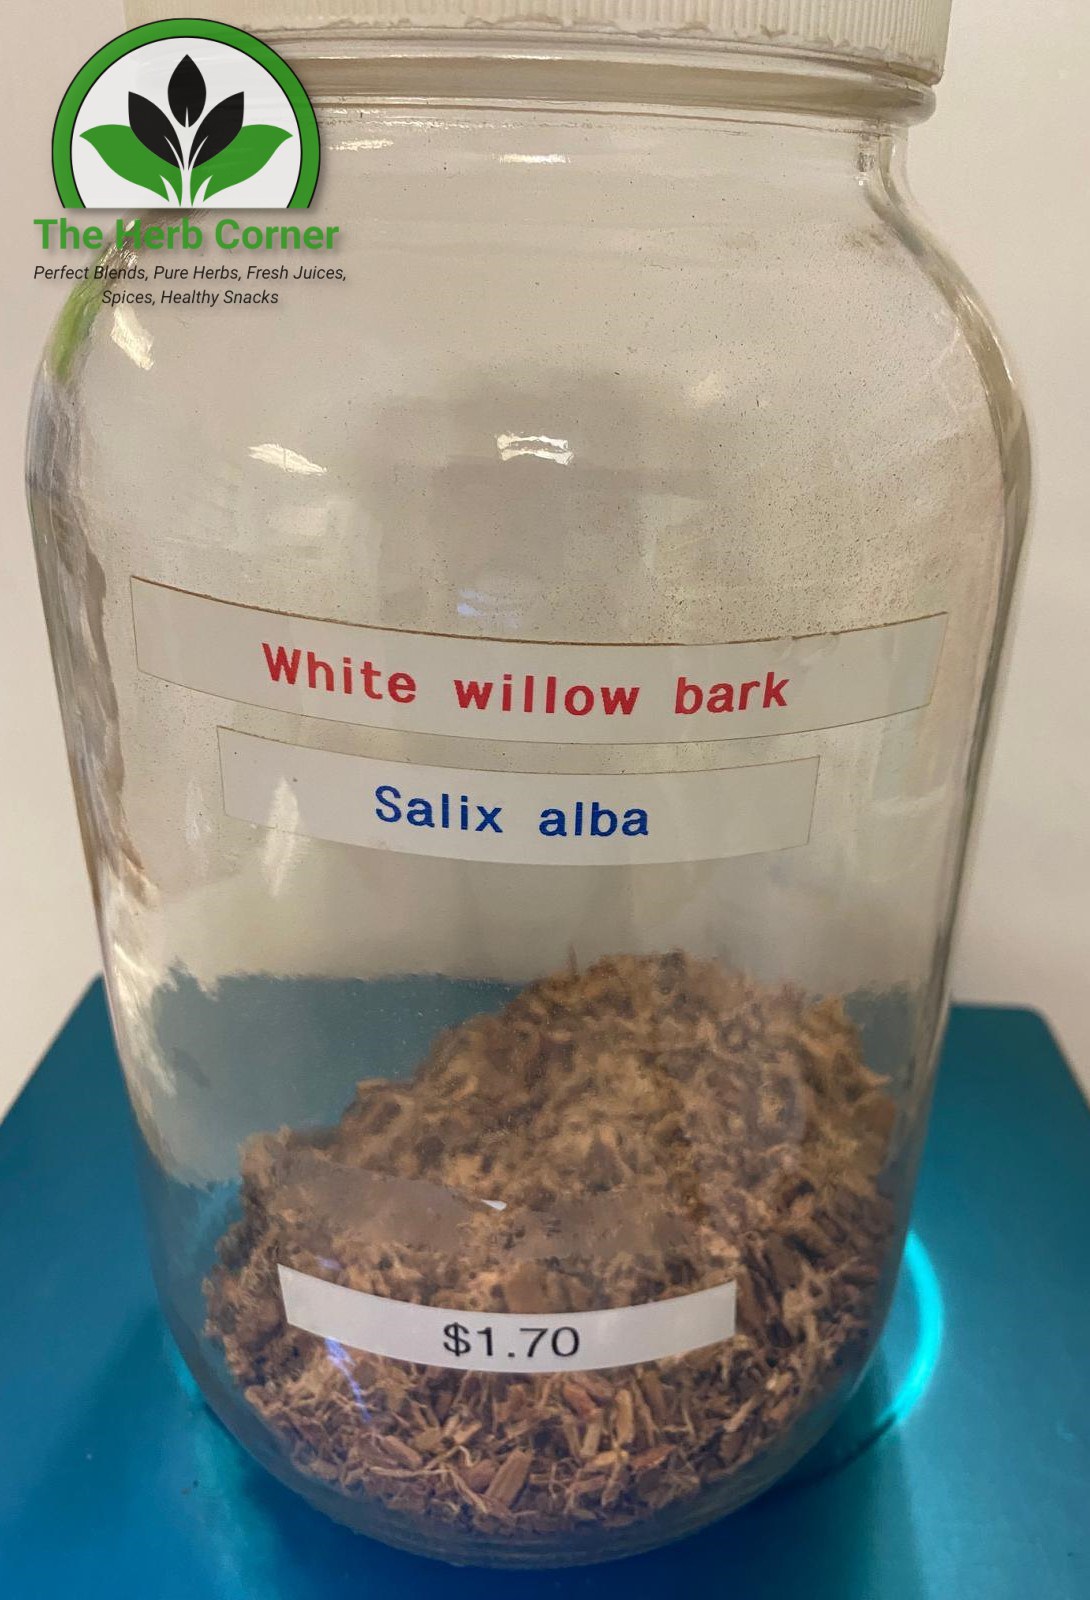 The Herb Corner
Perfect Blends, Pure Herbs, Fresh Juices,
Spices, Healthy Snacks
White willow bark
Salix alba
$1.70